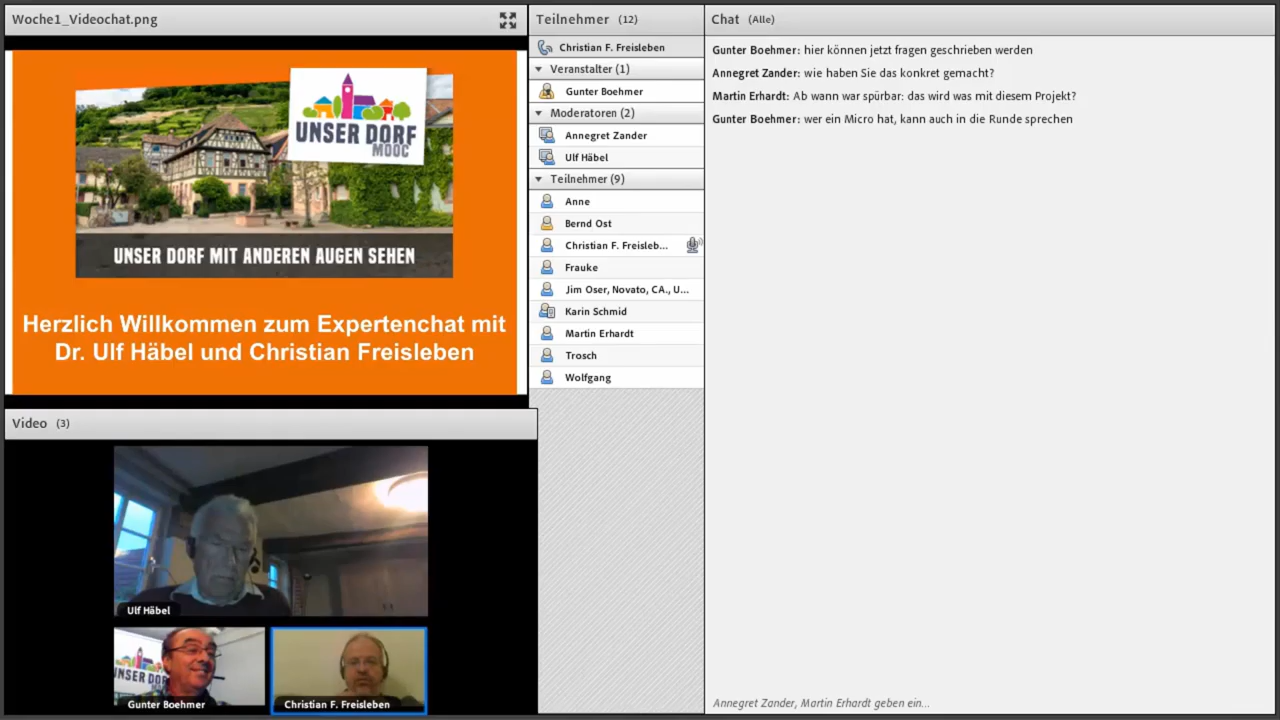 Woche1_Videochat.png
UNSER DORF
MOOC
UNSER DORF MIT ANDEREN AUGEN SEHEN
Herzlich Willkommen zum Expertenchat mit
Dr. Ulf Häbel und Christian Freisleben
Video (3)
Ulf Häbel
UNSER DOR
Gunter Boehmer
Christian F. Freisleben
Teilnehmer (12)
Christian F. Freisleben
Veranstalter (1)
Gunter Boehmer
Moderatoren (2)
Annegret Zander
Ulf Häbel
Teilnehmer (9)
Anne
Bernd Ost
Christian F. Freisleb...
Frauke
Jim Oser, Novato, CA., U...
Karin Schmid
Martin Erhardt
Trosch
Wolfgang
Chat (Alle)
Gunter Boehmer: hier können jetzt fragen geschrieben werden
Annegret Zander: wie haben Sie das konkret gemacht?
Martin Erhardt: Ab wann war spürbar: das wird was mit diesem Projekt?
Gunter Boehmer: wer ein Micro hat, kann auch in die Runde sprechen
Annegret Zander, Martin Erhardt geben ein...